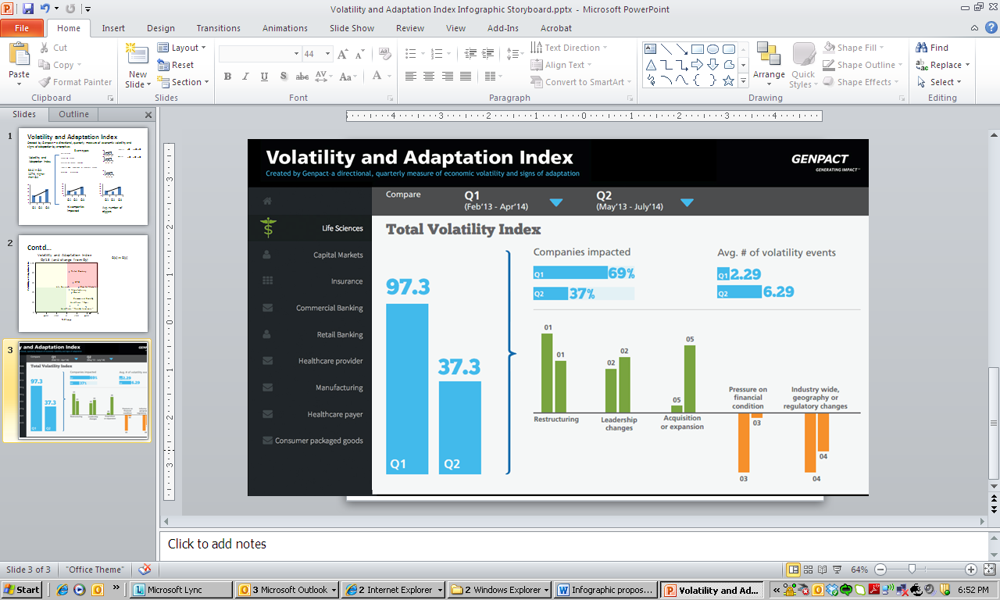 Volatility and Adaptation Index Infographic Storyboard.pptx - Microsoft PowerPoint
File Home Insert Design Transitions Animations Slide Show Review View Add-Ins Acrobat
Paste
Cut
Copy
Format Painter
Clipboard
New Slide
Layout
Reset
Section
Slides
44
Font
Text Direction
Align Text
Convert to SmartArt
Paragraph
Arrange
Quick Styles
Shape Fill
Shape Outline
Shape Effects
Drawing
Find
Replace
Select
Editing
Slides Outline
1
Volatility and Adaptation Index
2
Contd...
3
Volatility and Adaptation Index
Created by Genpact-a directional, quarterly measure of economic volatility and signs of adaptation
GENPACT
GENERATING IMPACT™
Compare
Q1
(Feb'13 - Apr'14)
Q2
(May'13 - July'14)
Life Sciences
Capital Markets
Insurance
Commercial Banking
Retail Banking
Healthcare provider
Manufacturing
Healthcare payer
Consumer packaged goods
Total Volatility Index
97.3
37.3
Q1
Q2
Companies impacted
Q1 69%
Q2 37%
Avg. # of volatility events
Q1 2.29
Q2 6.29
01
01
Restructuring
02
02
Leadership
changes
05
05
Acquisition
or expansion
Pressure on
financial
condition
03
03
Industry wide,
geography or
regulatory changes
04
04
Click to add notes
Slide 3 of 3 "Office Theme" 64%
Start Microsoft Lync 3 Microsoft Outlook 2 Internet Explorer 2 Windows Explorer Infographic propos... Volatility and Ad... 6:52 PM